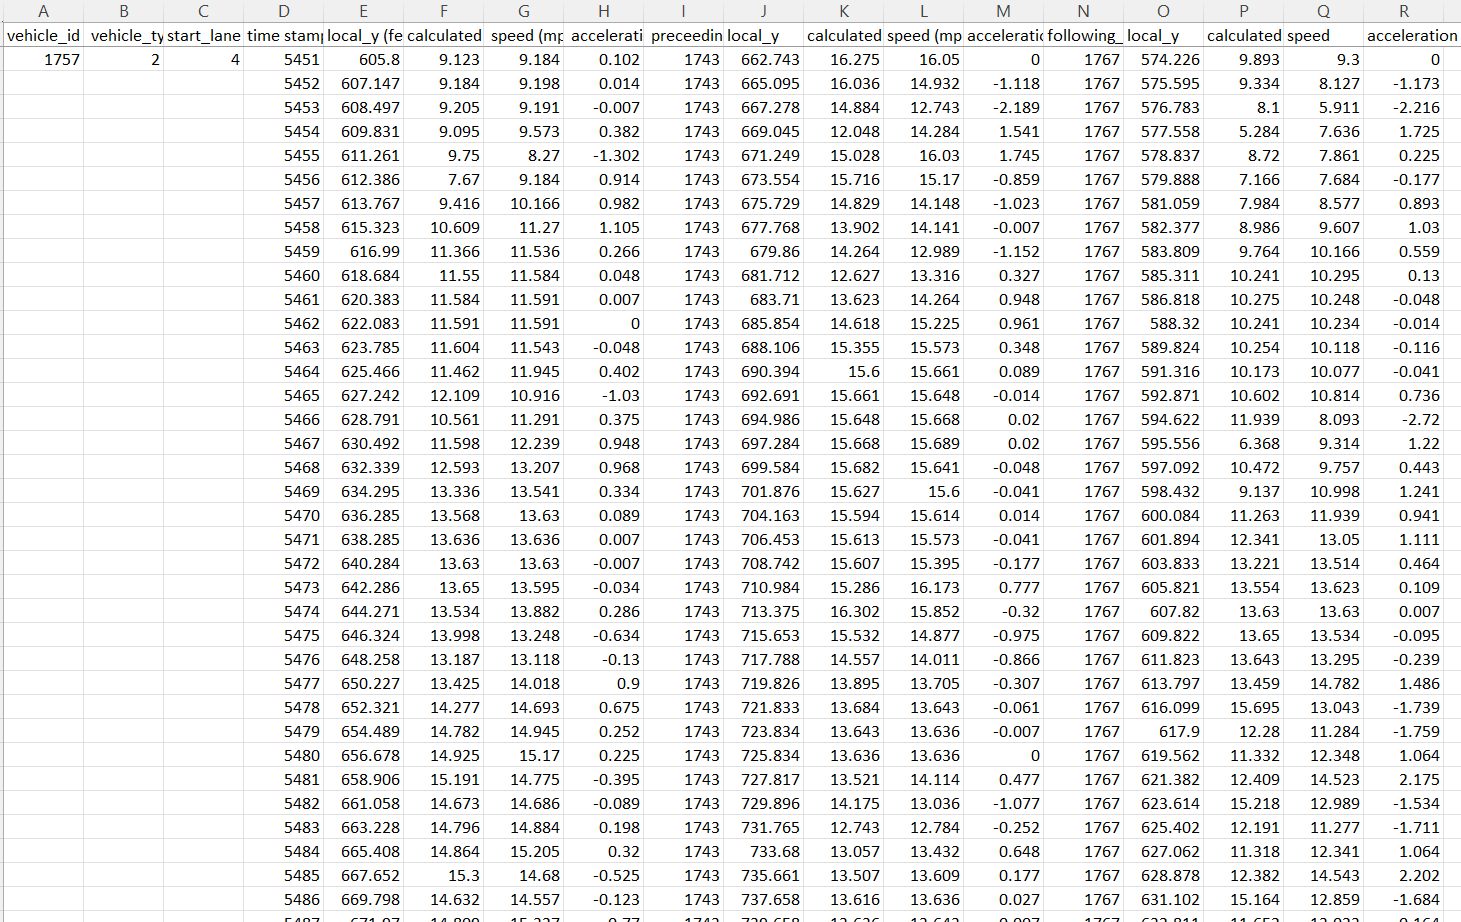 A B C D E F G H I J K L M N O P Q R
vehicle_id vehicle_ty start_lane time stam local_y (fe calculated speed (mp accelerati preceedin local_y calculated speed (mp acceleratio following_ local_y calculated speed acceleration
1757 2 4 5451 605.8 9.123 9.184 0.102 1743 662.743 16.275 16.05 0 1767 574.226 9.893 9.3 0
5452 607.147 9.184 9.198 0.014 1743 665.095 16.036 14.932 -1.118 1767 575.595 9.334 8.127 -1.173
5453 608.497 9.205 9.191 -0.007 1743 667.278 14.884 12.743 -2.189 1767 576.783 8.1 5.911 -2.216
5454 609.831 9.095 9.573 0.382 1743 669.045 12.048 14.284 1.541 1767 577.558 5.284 7.636 1.725
5455 611.261 9.75 8.27 -1.302 1743 671.249 15.028 16.03 1.745 1767 578.837 8.72 7.861 0.225
5456 612.386 7.67 9.184 0.914 1743 673.554 15.716 15.17 -0.859 1767 579.888 7.166 7.684 -0.177
5457 613.767 9.416 10.166 0.982 1743 675.729 14.829 14.148 -1.023 1767 581.059 7.984 8.577 0.893
5458 615.323 10.609 11.27 1.105 1743 677.768 13.902 14.141 -0.007 1767 582.377 8.986 9.607 1.03
5459 616.99 11.366 11.536 0.266 1743 679.86 14.264 12.989 -1.152 1767 583.809 9.764 10.166 0.559
5460 618.684 11.55 11.584 0.048 1743 681.712 12.627 13.316 0.327 1767 585.311 10.241 10.295 0.13
5461 620.383 11.584 11.591 0.007 1743 683.71 13.623 14.264 0.948 1767 586.818 10.275 10.248 -0.048
5462 622.083 11.591 11.591 0 1743 685.854 14.618 15.225 0.961 1767 588.32 10.241 10.234 -0.014
5463 623.785 11.604 11.543 -0.048 1743 688.106 15.355 15.573 0.348 1767 589.824 10.254 10.118 -0.116
5464 625.466 11.462 11.945 0.402 1743 690.394 15.6 15.661 0.089 1767 591.316 10.173 10.077 -0.041
5465 627.242 12.109 10.916 -1.03 1743 692.691 15.661 15.648 -0.014 1767 592.871 10.602 10.814 0.736
5466 628.791 10.561 11.291 0.375 1743 694.986 15.648 15.668 0.02 1767 594.622 11.939 8.093 -2.72
5467 630.492 11.598 12.239 0.948 1743 697.284 15.668 15.689 0.02 1767 595.556 6.368 9.314 1.22
5468 632.339 12.593 13.207 0.968 1743 699.584 15.682 15.641 -0.048 1767 597.092 10.472 9.757 0.443
5469 634.295 13.336 13.541 0.334 1743 701.876 15.627 15.6 -0.041 1767 598.432 9.137 10.998 1.241
5470 636.285 13.568 13.63 0.089 1743 704.163 15.594 15.614 0.014 1767 600.084 11.263 11.939 0.941
5471 638.285 13.636 13.636 0.007 1743 706.453 15.613 15.573 -0.041 1767 601.894 12.341 13.05 1.111
5472 640.284 13.63 13.63 -0.007 1743 708.742 15.607 15.395 -0.177 1767 603.833 13.221 13.514 0.464
5473 642.286 13.65 13.595 -0.034 1743 710.984 15.286 16.173 0.777 1767 605.821 13.554 13.623 0.109
5474 644.271 13.534 13.882 0.286 1743 713.375 16.302 15.852 -0.32 1767 607.82 13.63 13.63 0.007
5475 646.324 13.998 13.248 -0.634 1743 715.653 15.532 14.877 -0.975 1767 609.822 13.65 13.534 -0.095
5476 648.258 13.187 13.118 -0.13 1743 717.788 14.557 14.011 -0.866 1767 611.823 13.643 13.295 -0.239
5477 650.227 13.425 14.018 0.9 1743 719.826 13.895 13.705 -0.307 1767 613.797 13.459 14.782 1.486
5478 652.321 14.277 14.693 0.675 1743 721.833 13.684 13.643 -0.061 1767 616.099 15.695 13.043 -1.739
5479 654.489 14.782 14.945 0.252 1743 723.834 13.643 13.636 -0.007 1767 617.9 12.28 11.284 -1.759
5480 656.678 14.925 15.17 0.225 1743 725.834 13.636 13.636 0 1767 619.562 11.332 12.348 1.064
5481 658.906 15.191 14.775 -0.395 1743 727.817 13.521 14.114 0.477 1767 621.382 12.409 14.523 2.175
5482 661.058 14.673 14.686 -0.089 1743 729.896 14.175 13.036 -1.077 1767 623.614 15.218 12.989 -1.534
5483 663.228 14.796 14.884 0.198 1743 731.765 12.743 12.784 -0.252 1767 625.402 12.191 11.277 -1.711
5484 665.408 14.864 15.205 0.32 1743 733.68 13.057 13.432 0.648 1767 627.062 11.318 12.341 1.064
5485 667.652 15.3 14.68 -0.525 1743 735.661 13.507 13.609 0.177 1767 628.878 12.382 14.543 2.202
5486 669.798 14.632 14.557 -0.123 1743 737.658 13.616 13.636 0.027 1767 631.102 15.164 12.859 -1.684